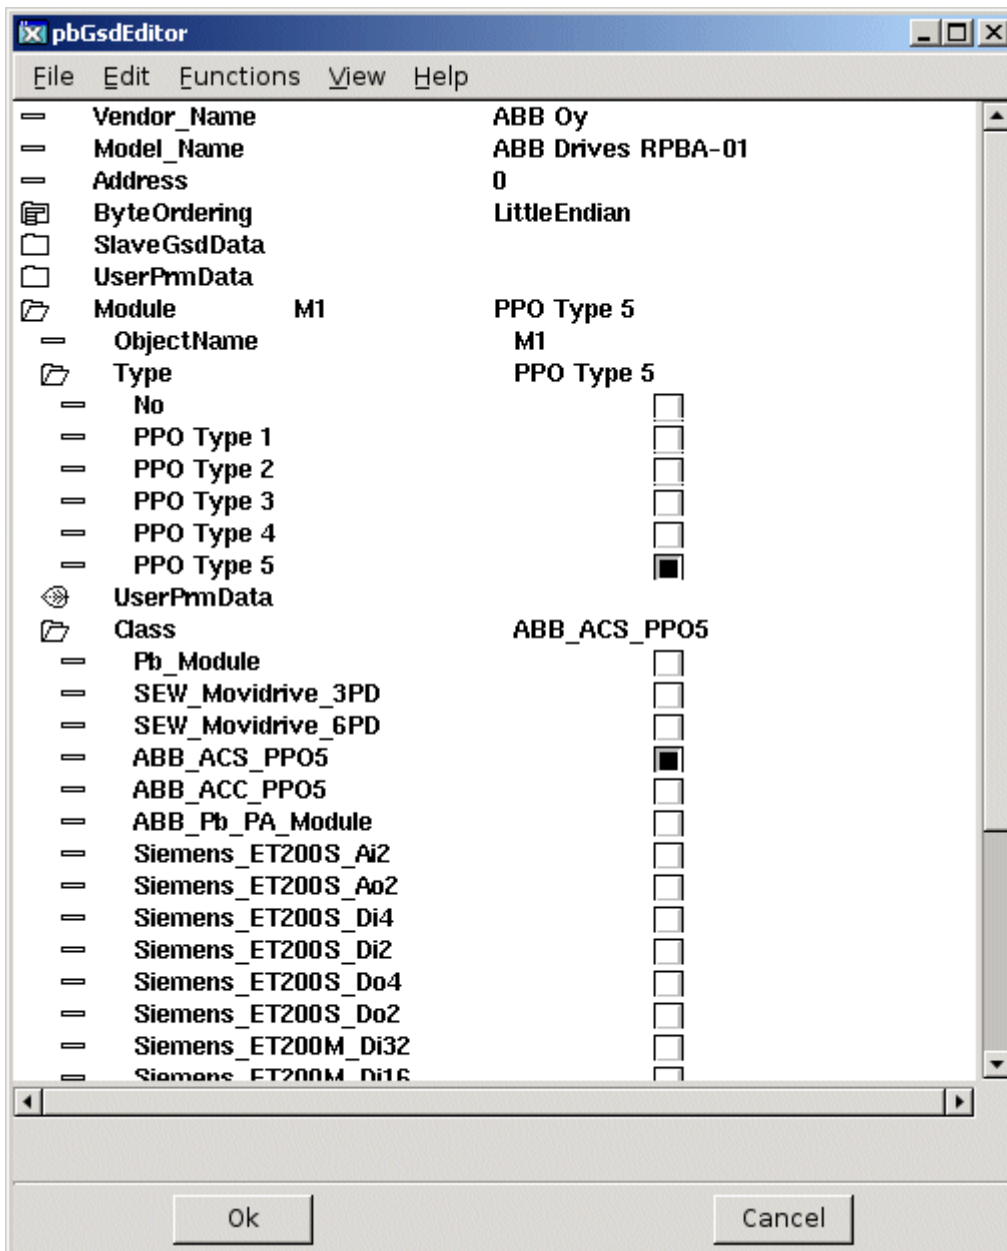 pbGsdEditor
File Edit Functions View Help
Vendor_Name ABB Oy
Model_Name ABB Drives RPBA-01
Address 0
ByteOrdering LittleEndian
SlaveGsdData
UserPrmData
Module M1 PPO Type 5
ObjectName M1
Type PPO Type 5
No
PPO Type 1
PPO Type 2
PPO Type 3
PPO Type 4
PPO Type 5
UserPrmData
Class ABB_ACS_PPO5
Pb_Module
SEW_Movidrive_3PD
SEW_Movidrive_6PD
ABB_ACS_PPO5
ABB_ACC_PPO5
ABB_Pb_PA_Module
Siemens_ET200S_Ai2
Siemens_ET200S_Ao2
Siemens_ET200S_Di4
Siemens_ET200S_Di2
Siemens_ET200S_Do4
Siemens_ET200S_Do2
Siemens_ET200M_Di32
Siemens_ET200M_Di16
Ok Cancel